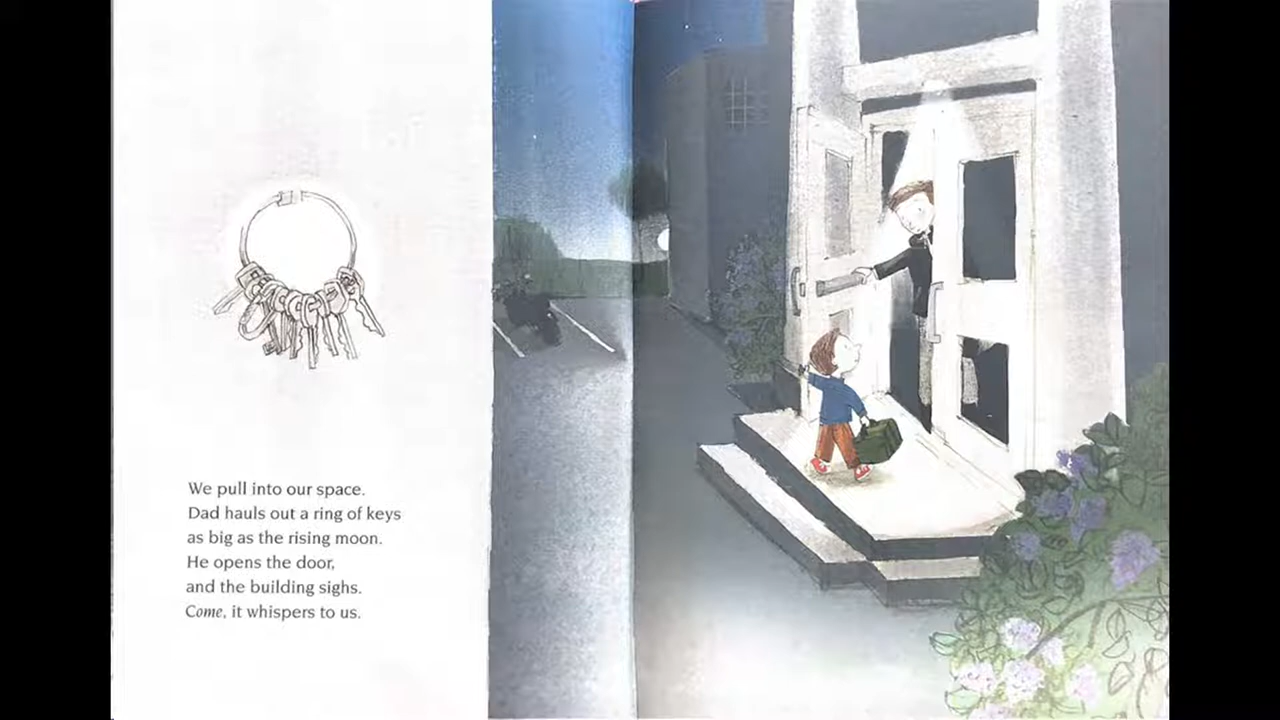 We pull into our space.
Dad hauls out a ring of keys
as big as the rising moon.
He opens the door,
and the building sighs.
Come, it whispers to us.